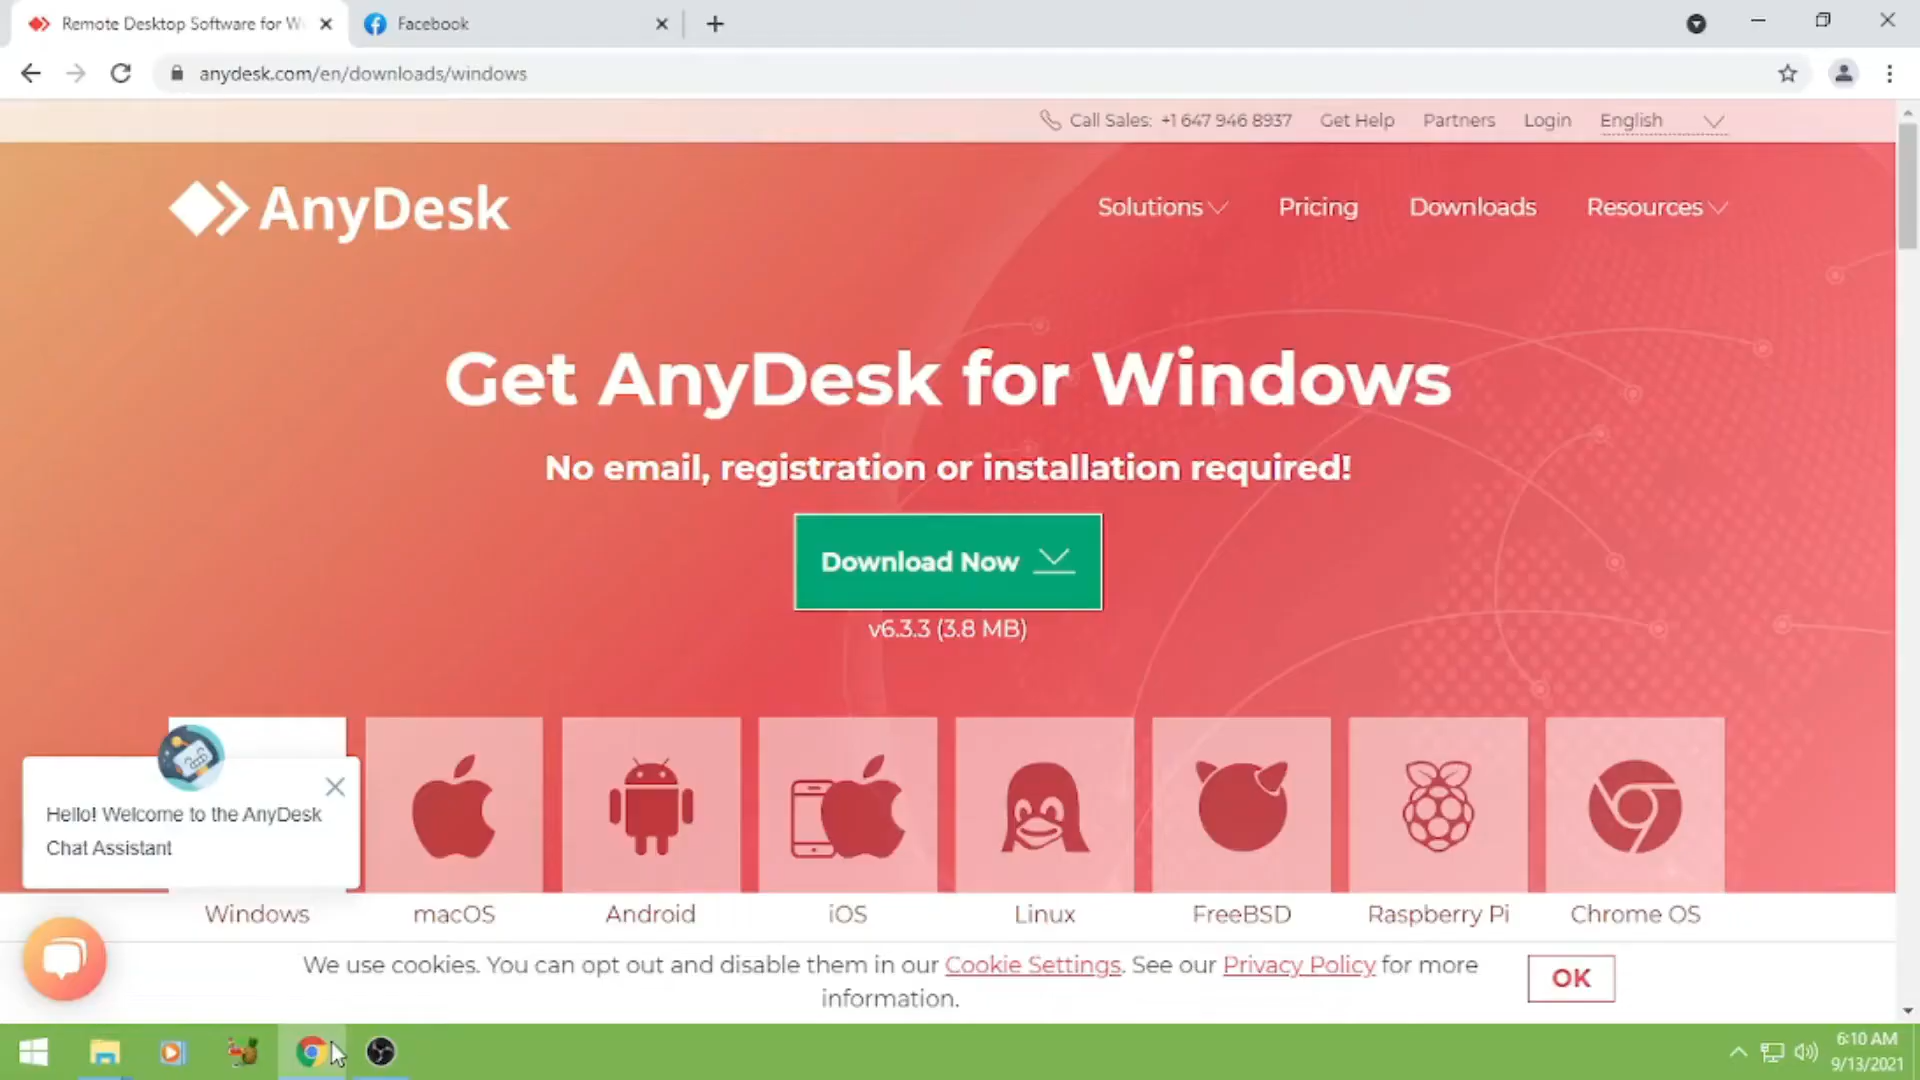 Remote Desktop Software for W
Facebook
anydesk.com/en/downloads/windows
Call Sales: +1 647 946 8937
Get Help
Partners
Login
English
AnyDesk
Solutions
Pricing
Downloads
Resources
Get AnyDesk for Windows
No email, registration or installation required!
Download Now
v6.3.3 (3.8 MB)
Hello! Welcome to the AnyDesk
Chat Assistant
Windows
macOS
Android
iOS
Linux
FreeBSD
Raspberry Pi
Chrome OS
We use cookies. You can opt out and disable them in our Cookie Settings. See our Privacy Policy for more
information.
OK
6:10 AM
9/13/2021